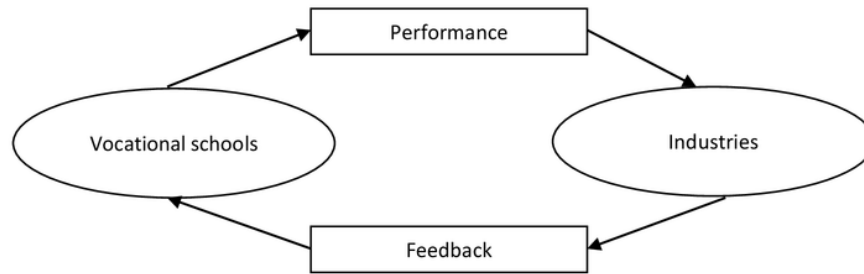 Performance
Vocational schools
Industries
Feedback